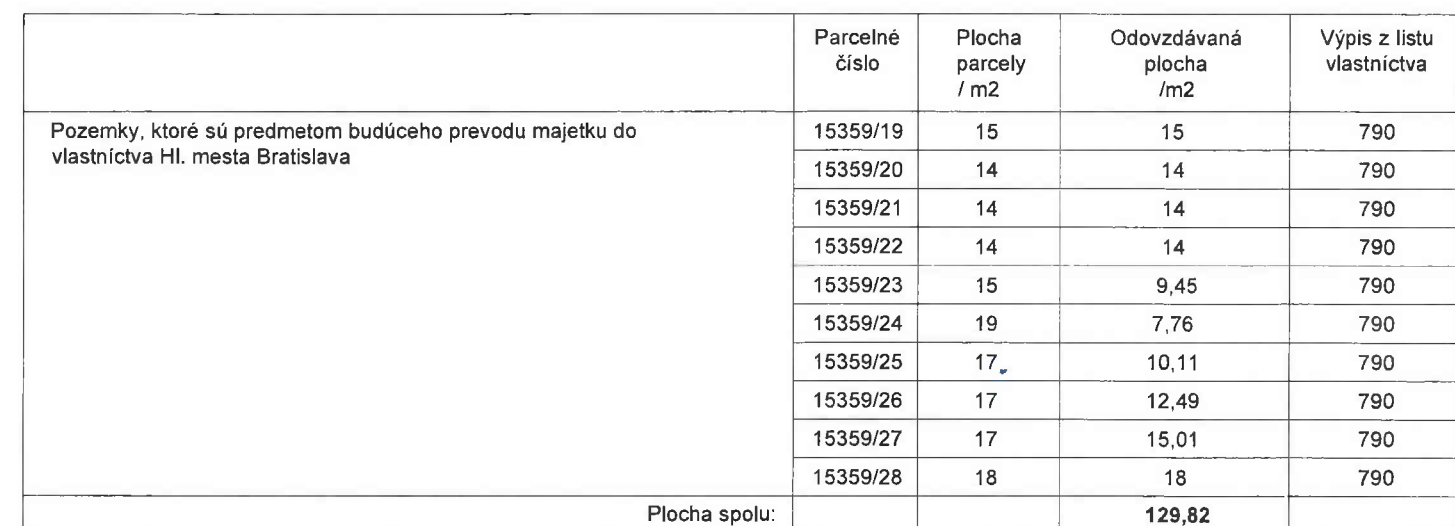 Parcelné číslo Plocha parcely / m2 Odovzdávaná plocha /m2 Výpis z listu vlastníctva
Pozemky, ktoré sú predmetom budúceho prevodu majetku do
vlastníctva Hl. mesta Bratislava
15359/19 15 15 790
15359/20 14 14 790
15359/21 14 14 790
15359/22 14 14 790
15359/23 15 9,45 790
15359/24 19 7,76 790
15359/25 17 10,11 790
15359/26 17 12,49 790
15359/27 17 15,01 790
15359/28 18 18 790
Plocha spolu: 129,82